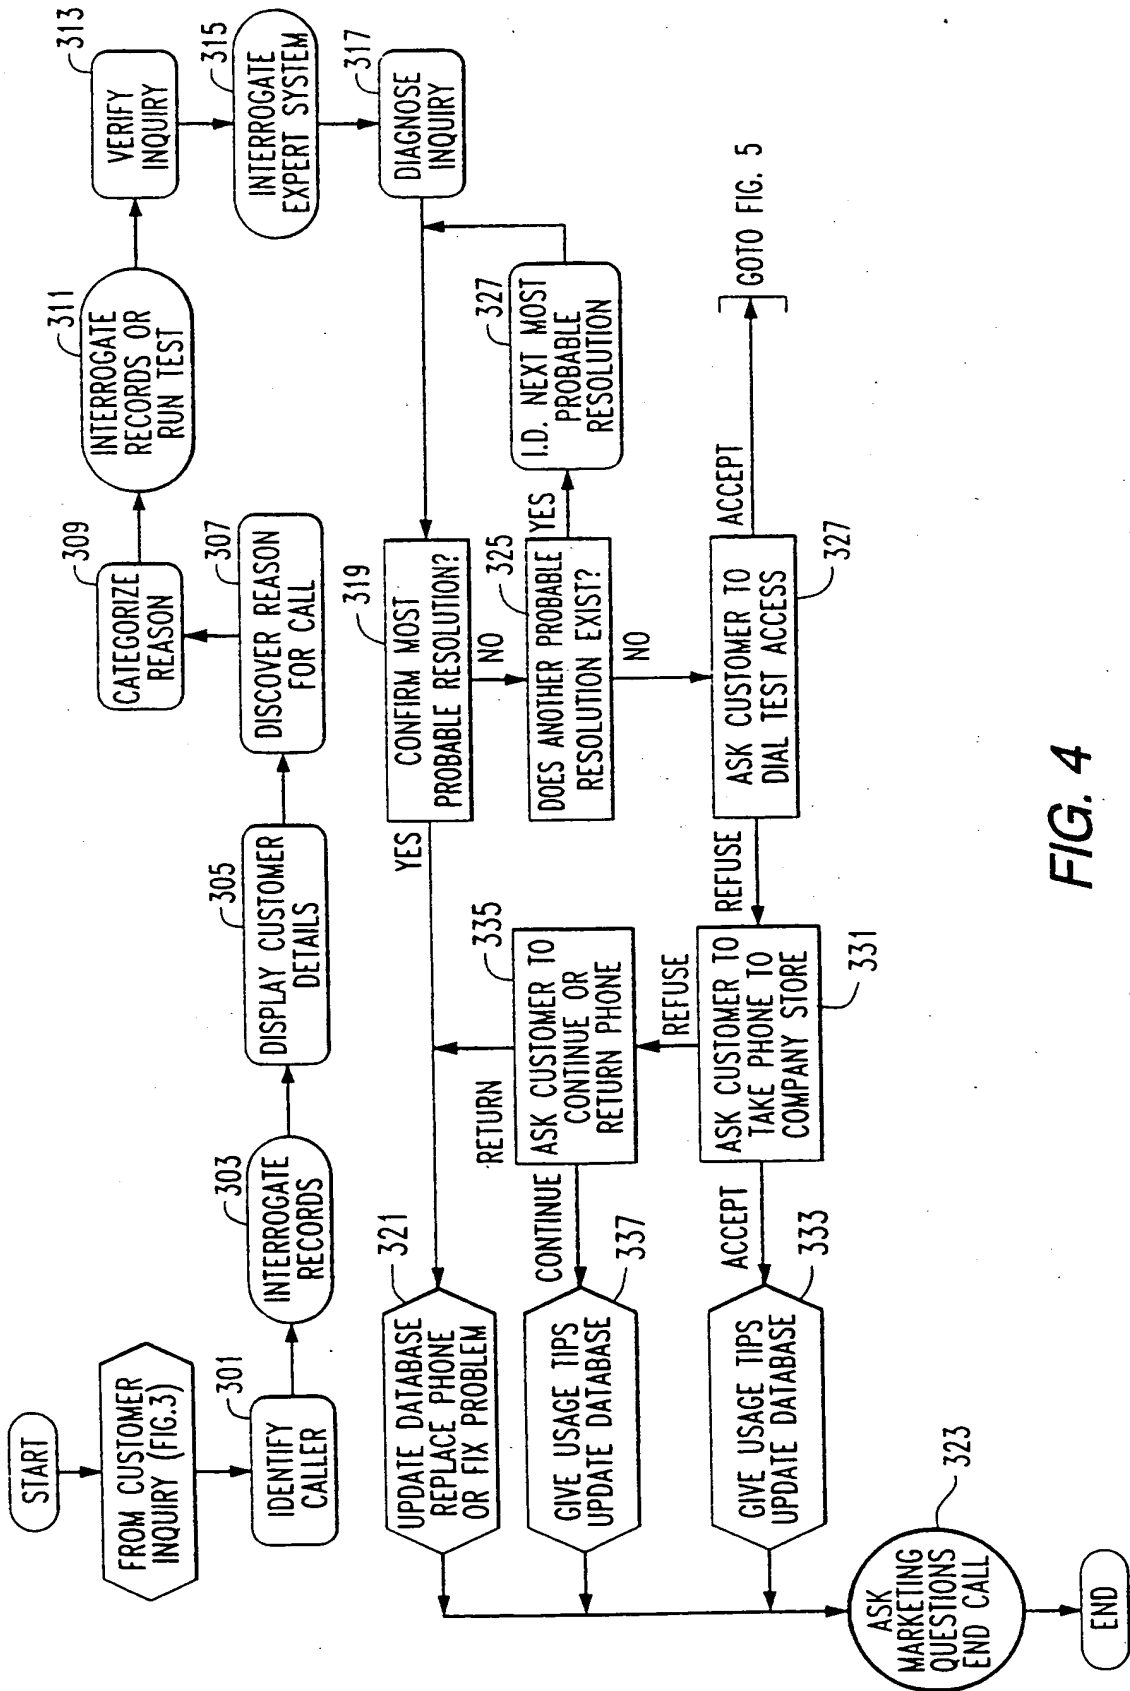 START
FROM CUSTOMER
INQUIRY (FIG.3)
301
IDENTIFY
CALLER
303
INTERROGATE
RECORDS
305
DISPLAY CUSTOMER
DETAILS
307
DISCOVER REASON
FOR CALL
309
CATEGORIZE
REASON
311
INTERROGATE
RECORDS OR
RUN TEST
313
VERIFY
INQUIRY
315
INTERROGATE
EXPERT SYSTEM
317
DIAGNOSE
INQUIRY
319
CONFIRM MOST
PROBABLE RESOLUTION?
YES
NO
321
UPDATE DATABASE
REPLACE PHONE
OR FIX PROBLEM
325
DOES ANOTHER PROBABLE
RESOLUTION EXIST?
YES
NO
327
I.D. NEXT MOST
PROBABLE
RESOLUTION
335
ASK CUSTOMER TO
CONTINUE OR
RETURN PHONE
RETURN
CONTINUE
337
GIVE USAGE TIPS
UPDATE DATABASE
327
ASK CUSTOMER TO
DIAL TEST ACCESS
ACCEPT
GOTO FIG. 5
REFUSE
331
ASK CUSTOMER TO
TAKE PHONE TO
COMPANY STORE
REFUSE
ACCEPT
333
GIVE USAGE TIPS
UPDATE DATABASE
323
ASK
MARKETING
QUESTIONS
END CALL
END
FIG. 4